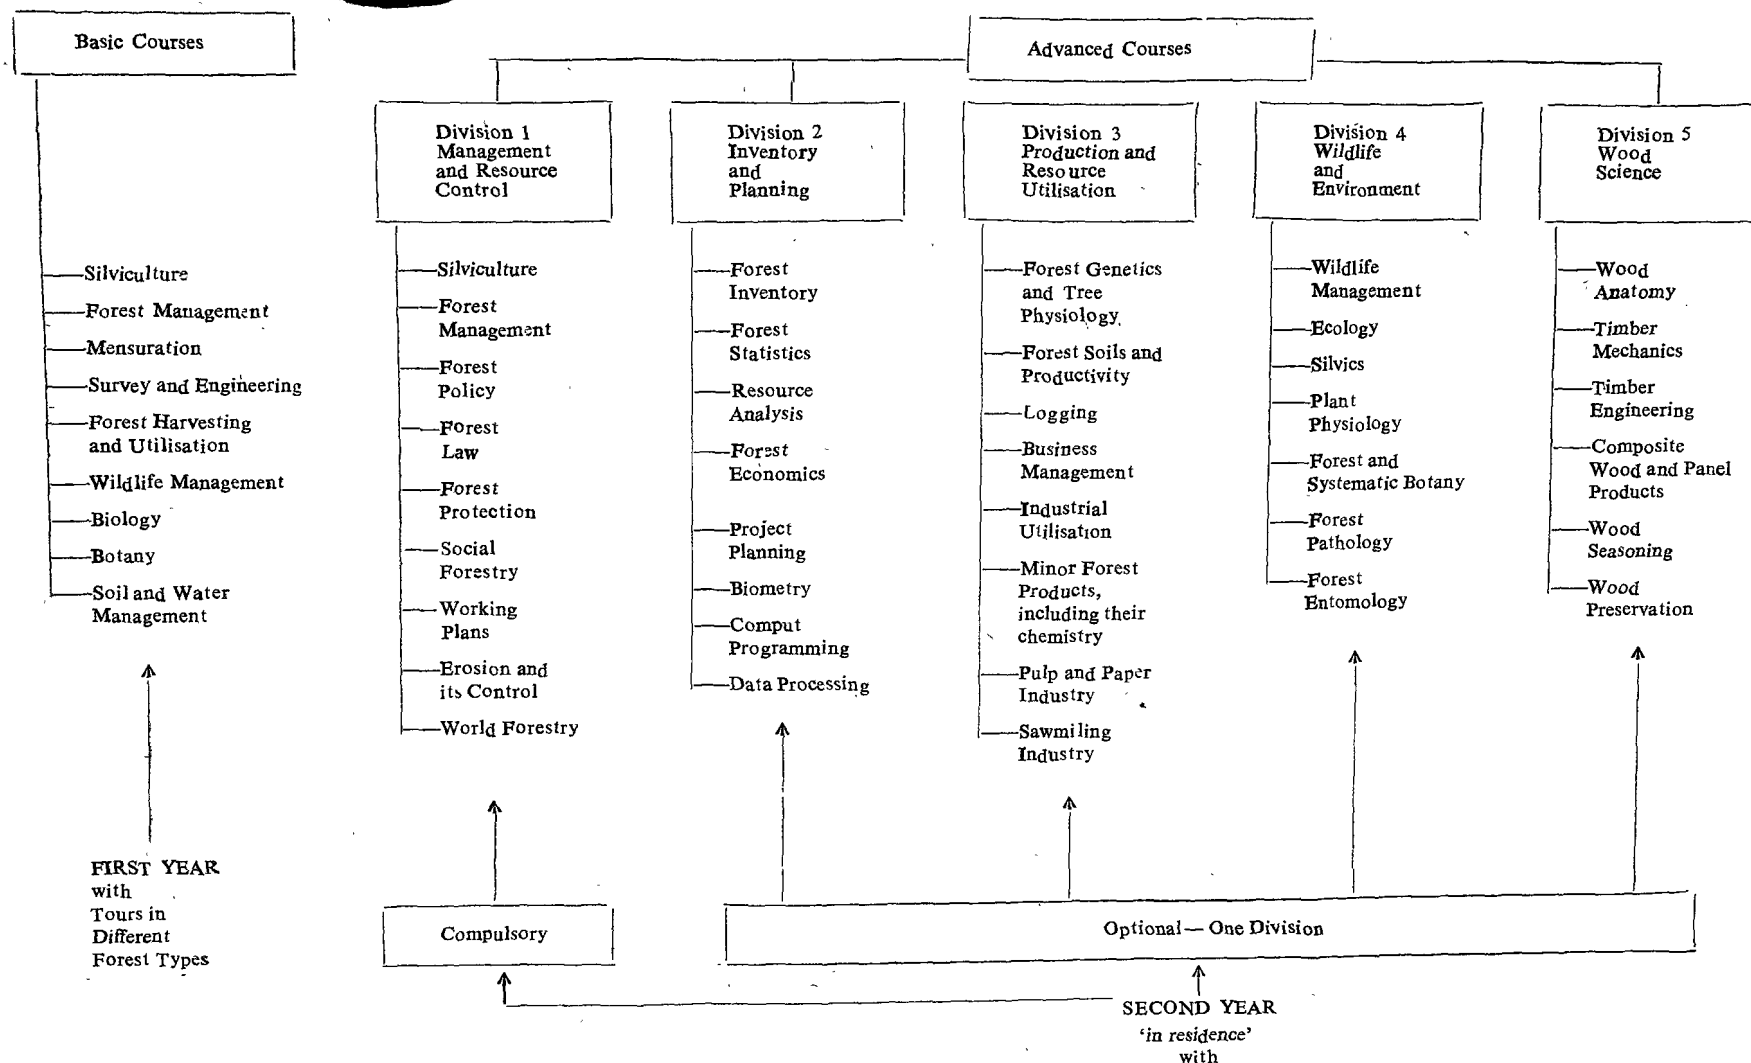 Basic Courses
Advanced Courses
Division 1
Management
and Resource
Control
Division 2
Inventory
and
Planning
Division 3
Production and
Resource
Utilisation
Division 4
Wildlife
and
Environment
Division 5
Wood
Science
Silviculture
Forest Management
Mensuration
Survey and Engineering
Forest Harvesting
and Utilisation
Wildlife Management
Biology
Botany
Soil and Water
Management
Silviculture
Forest
Management
Forest
Policy
Forest
Law
Forest
Protection
Social
Forestry
Working
Plans
Erosion and
its Control
World Forestry
Forest
Inventory
Forest
Statistics
Resource
Analysis
Forest
Economics
Project
Planning
Biometry
Comput
Programming
Data Processing
Forest Genetics
and Tree
Physiology
Forest Soils and
Productivity
Logging
Business
Management
Industrial
Utilisation
Minor Forest
Products,
including their
chemistry
Pulp and Paper
Industry
Sawmiling
Industry
Wildlife
Management
Ecology
Silvics
Plant
Physiology
Forest and
Systematic Botany
Forest
Pathology
Forest
Entomology
Wood
Anatomy
Timber
Mechanics
Timber
Engineering
Composite
Wood and Panel
Products
Wood
Seasoning
Wood
Preservation
FIRST YEAR
with
Tours in
Different
Forest Types
Compulsory
Optional—One Division
SECOND YEAR
‘in residence’
with